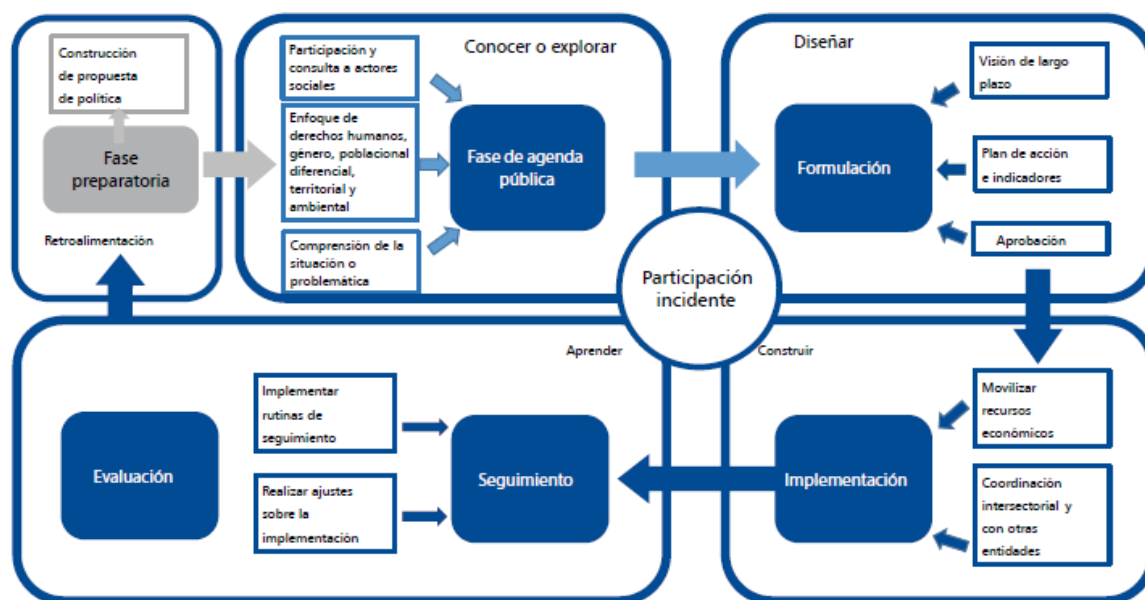 Construcción
de propuesta
de política
Fase
preparatoria
Retroalimentación
Conocer o explorar
Participación y
consulta a actores
sociales
Enfoque de
derechos humanos,
género, poblacional
diferencial,
territorial y
ambiental
Comprensión de la
situación o
problemática
Fase de agenda
pública
Diseñar
Visión de largo
plazo
Plan de acción
e indicadores
Aprobación
Formulación
Participación
incidente
Aprender
Implementar
rutinas de
seguimiento
Realizar ajustes
sobre la
implementación
Evaluación
Seguimiento
Construir
Movilizar
recursos
económicos
Coordinación
intersectorial y
con otras
entidades
Implementación